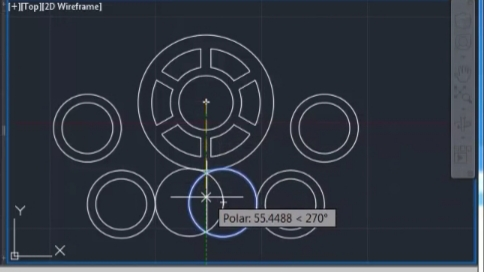 [+][Top][2D Wireframe]
Polar: 55.4488 < 270°
Y
X